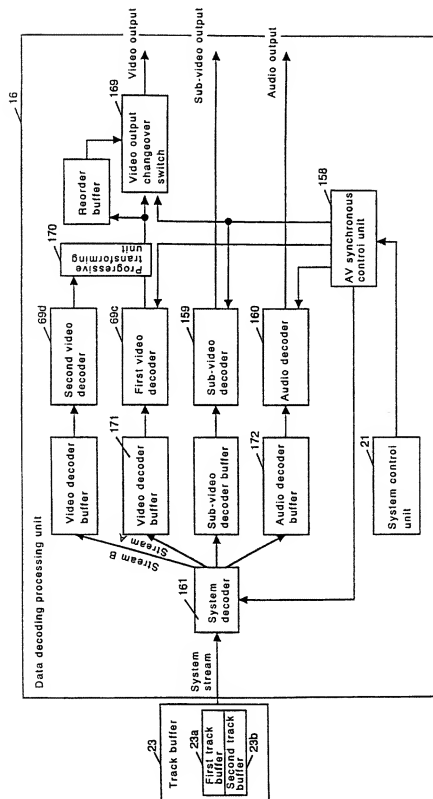 16
Data decoding processing unit
23
Track buffer
23a
First track
buffer
Second track
buffer
23b
System
stream
161
System
decoder
Stream B
Stream A
Video decoder
buffer
171
Video decoder
buffer
Sub-video
decoder buffer
172
Audio decoder
buffer
21
System control
unit
69d
Second video
decoder
69c
First video
decoder
159
Sub-video
decoder
160
Audio decoder
170
Progressive
transforming
unit
Reorder
buffer
169
Video output
changeover
switch
158
AV synchronous
control unit
Video output
Sub-video output
Audio output